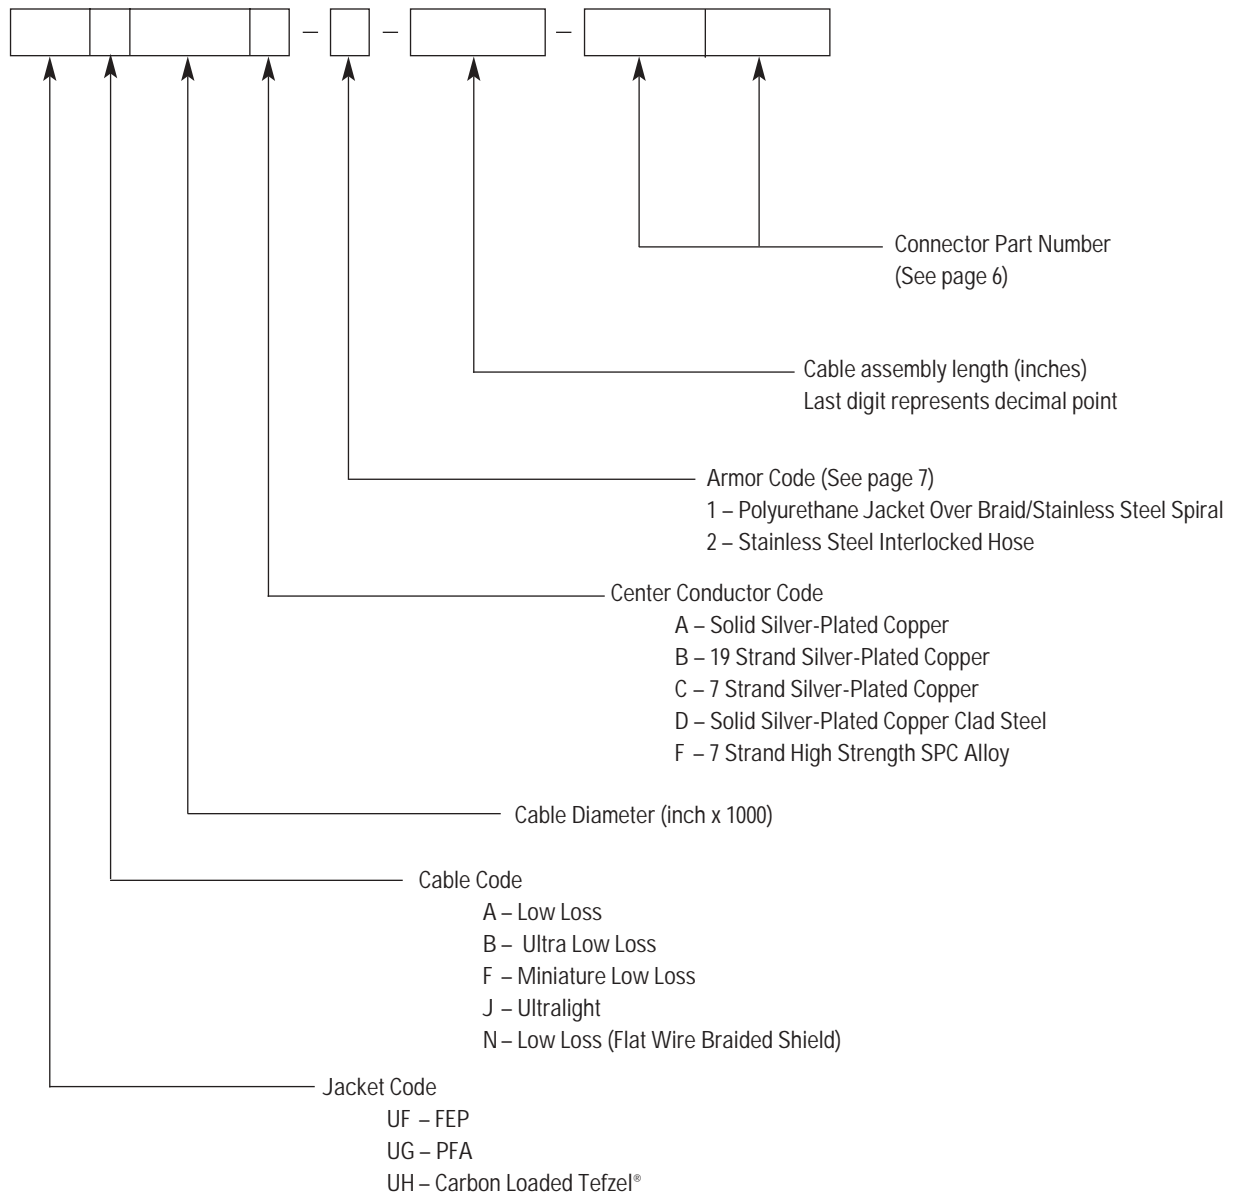 – – –
Connector Part Number
(See page 6)
Cable assembly length (inches)
Last digit represents decimal point
Armor Code (See page 7)
1 – Polyurethane Jacket Over Braid/Stainless Steel Spiral
2 – Stainless Steel Interlocked Hose
Center Conductor Code
A – Solid Silver-Plated Copper
B – 19 Strand Silver-Plated Copper
C – 7 Strand Silver-Plated Copper
D – Solid Silver-Plated Copper Clad Steel
F – 7 Strand High Strength SPC Alloy
Cable Diameter (inch x 1000)
Cable Code
A – Low Loss
B – Ultra Low Loss
F – Miniature Low Loss
J – Ultralight
N – Low Loss (Flat Wire Braided Shield)
Jacket Code
UF – FEP
UG – PFA
UH – Carbon Loaded Tefzel®